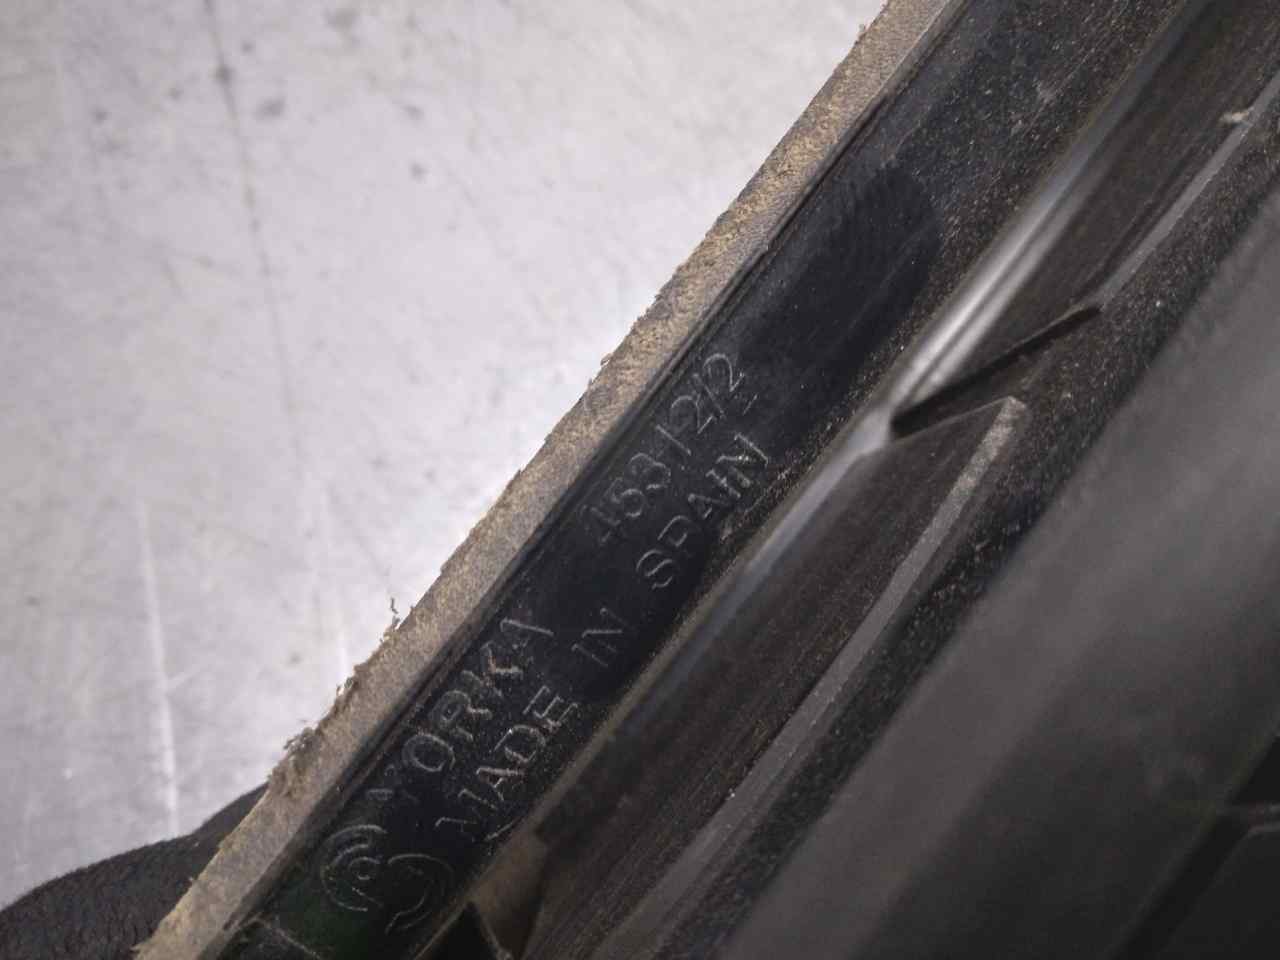 YORKA 4531212
MADE IN SPAIN